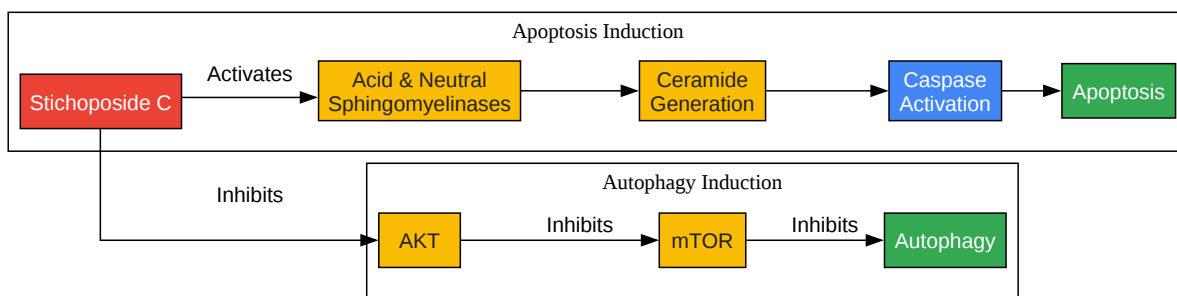 Apoptosis Induction
Stichoposide C
Activates
Acid & Neutral
Sphingomyelinases
Ceramide
Generation
Caspase
Activation
Apoptosis
Inhibits
Autophagy Induction
AKT
Inhibits
mTOR
Inhibits
Autophagy